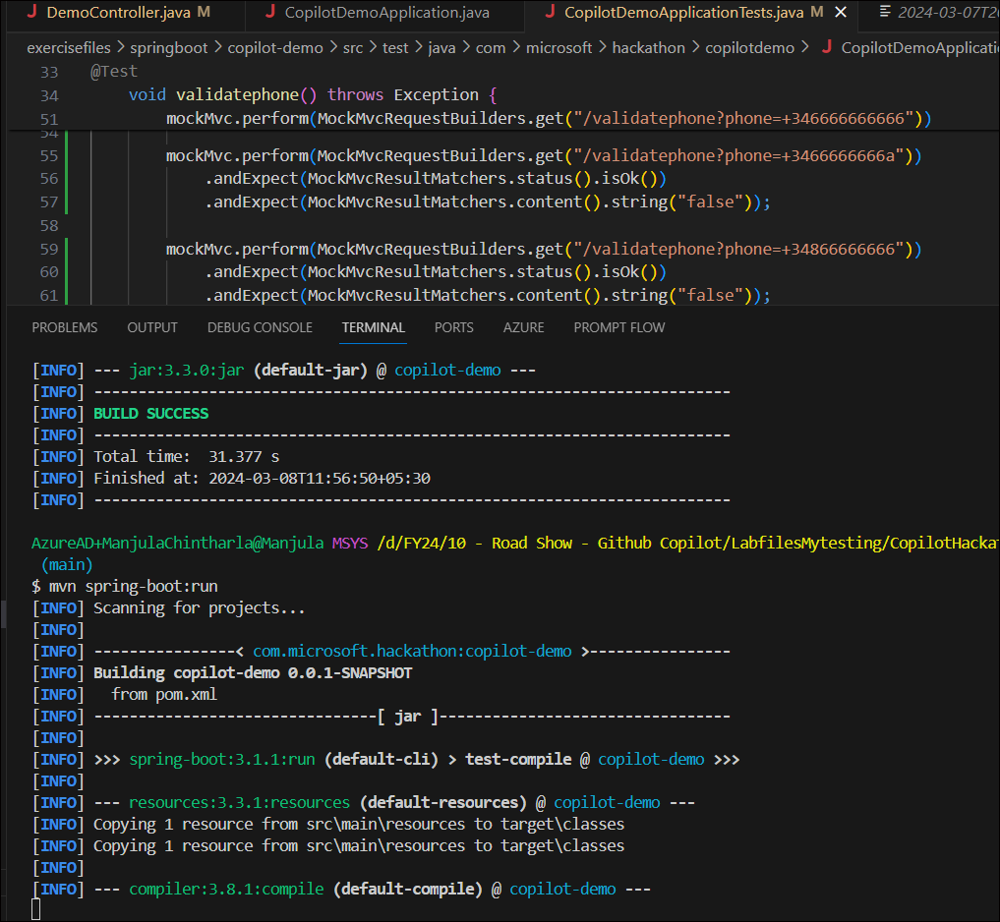 DemoController.java M CopilotDemoApplication.java CopilotDemoApplicationTests.java M 2024-03-07T2
exercisefiles > springboot > copilot-demo > src > test > java > com > microsoft > hackathon > copilotdemo > CopilotDemoApplicati
33 @Test
34 void validatephone() throws Exception {
51 mockMvc.perform(MockMvcRequestBuilders.get("/validatephone?phone=+346666666666"))
54
55 mockMvc.perform(MockMvcRequestBuilders.get("/validatephone?phone=+3466666666a"))
56 .andExpect(MockMvcResultMatchers.status().isOk())
57 .andExpect(MockMvcResultMatchers.content().string("false"));
58
59 mockMvc.perform(MockMvcRequestBuilders.get("/validatephone?phone=+34866666666"))
60 .andExpect(MockMvcResultMatchers.status().isOk())
61 .andExpect(MockMvcResultMatchers.content().string("false"));
PROBLEMS OUTPUT DEBUG CONSOLE TERMINAL PORTS AZURE PROMPT FLOW
[INFO] --- jar:3.3.0:jar (default-jar) @ copilot-demo ---
[INFO] ------------------------------------------------------------------------
[INFO] BUILD SUCCESS
[INFO] ------------------------------------------------------------------------
[INFO] Total time:  31.377 s
[INFO] Finished at: 2024-03-08T11:56:50+05:30
[INFO] ------------------------------------------------------------------------
AzureAD+ManjulaChintharla@Manjula MSYS /d/FY24/10 - Road Show - Github Copilot/LabfilesMytesting/CopilotHackat
(main)
$ mvn spring-boot:run
[INFO] Scanning for projects...
[INFO]
[INFO] ----------------< com.microsoft.hackathon:copilot-demo >----------------
[INFO] Building copilot-demo 0.0.1-SNAPSHOT
[INFO]   from pom.xml
[INFO] --------------------------------[ jar ]---------------------------------
[INFO]
[INFO] >>> spring-boot:3.1.1:run (default-cli) > test-compile @ copilot-demo >>>
[INFO]
[INFO] --- resources:3.3.1:resources (default-resources) @ copilot-demo ---
[INFO] Copying 1 resource from src\main\resources to target\classes
[INFO] Copying 1 resource from src\main\resources to target\classes
[INFO]
[INFO] --- compiler:3.8.1:compile (default-compile) @ copilot-demo ---